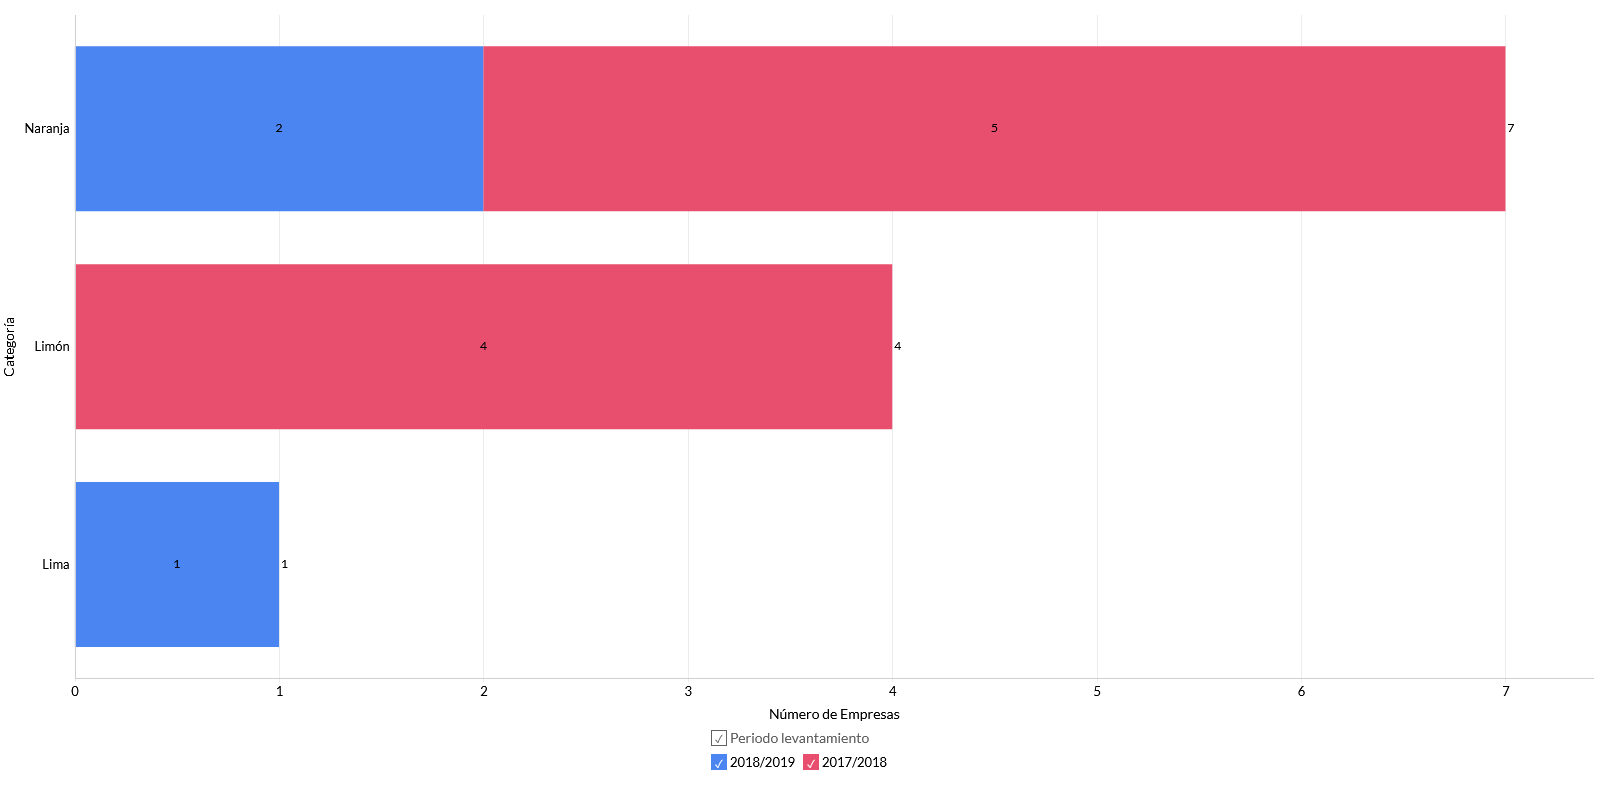 Naranja
2
5
7
Categoría
Limón
4
4
Lima
1
1
0 1 2 3 4 5 6 7
Número de Empresas
Periodo levantamiento
2018/2019 2017/2018